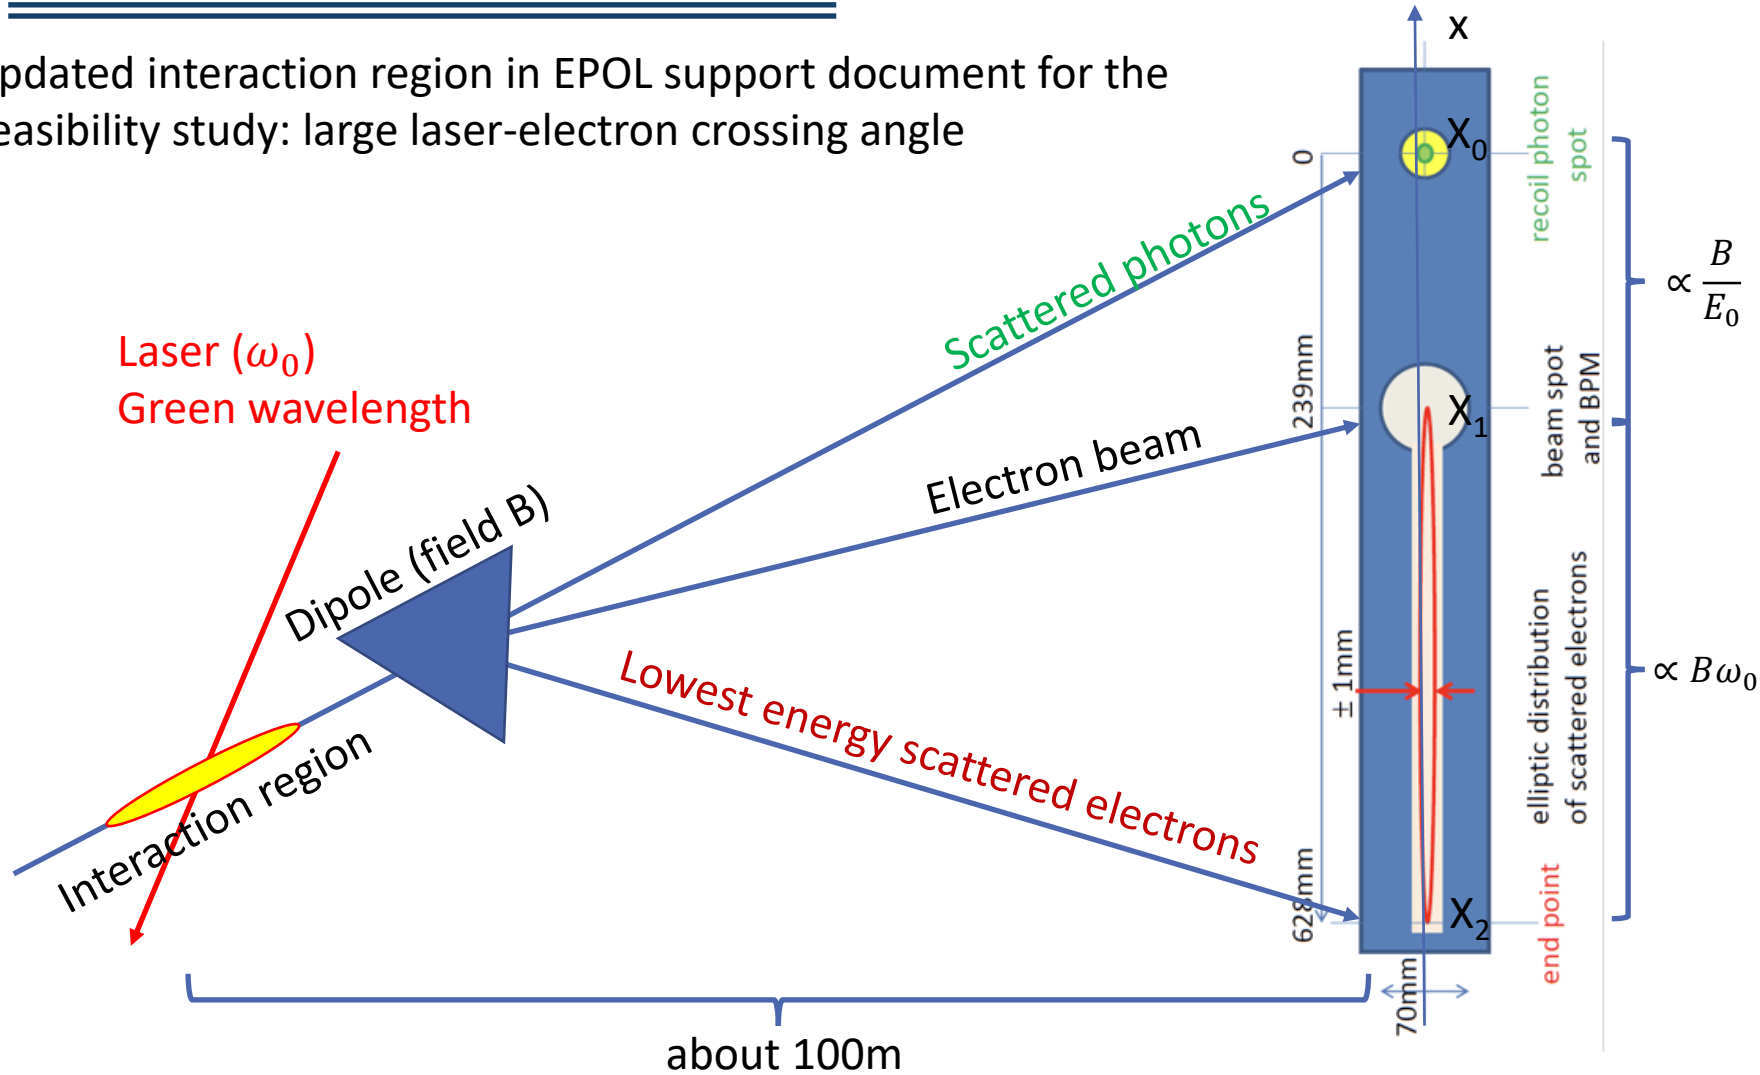 pdated interaction region in EPOL support document for the
easibility study: large laser-electron crossing angle
x
X₀
recoil photon
spot
0
∝ B/E₀
Scattered photons
Laser (ω₀)
Green wavelength
239mm
X₁
beam spot
and BPM
Electron beam
Dipole (field B)
Lowest energy scattered electrons
± 1mm
elliptic distribution
of scattered electrons
∝ Bω₀
Interaction region
628mm
X₂
end point
70mm
about 100m